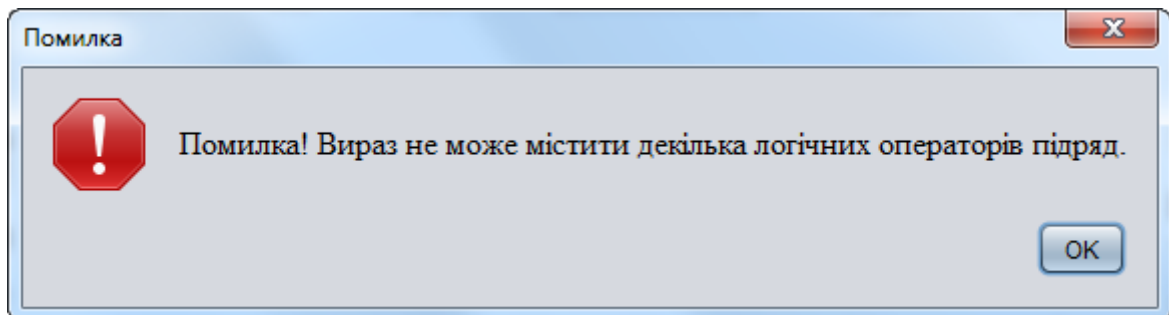 Помилка
Помилка! Вираз не може містити декілька логічних операторів підряд.
OK